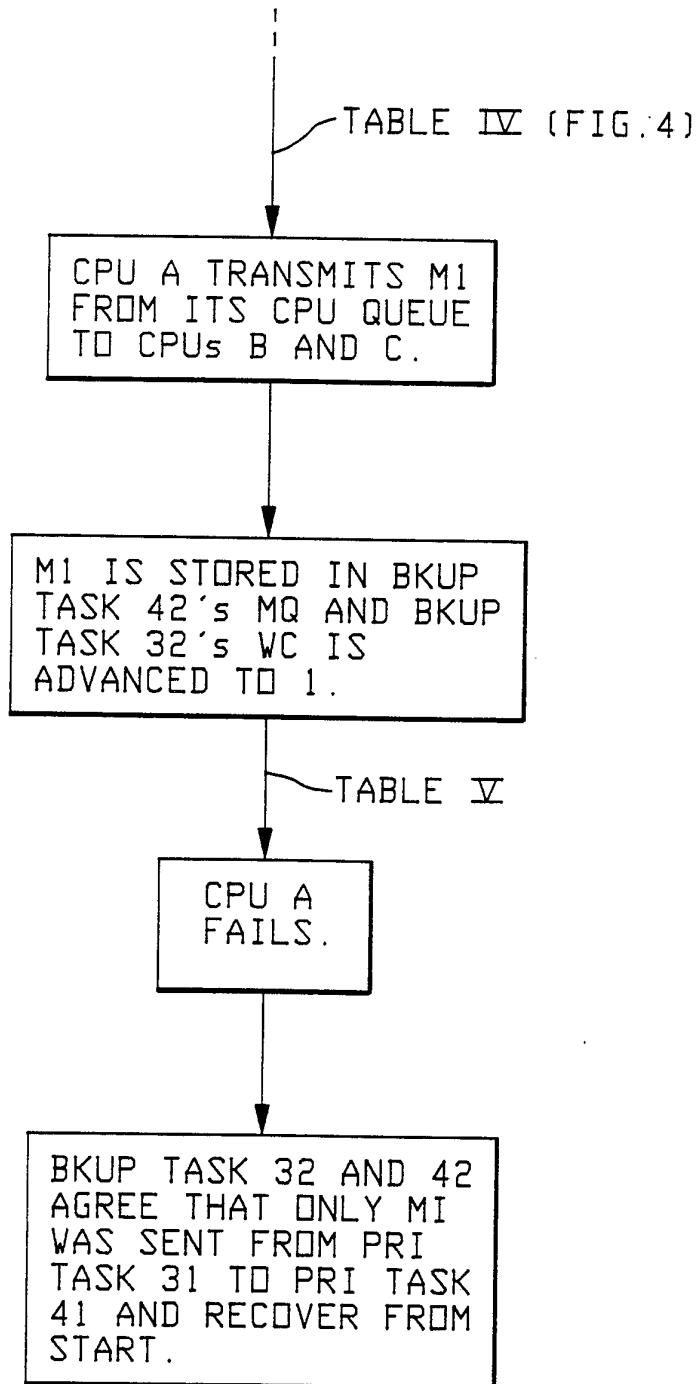 TABLE IV (FIG. 4)
CPU A TRANSMITS M1
FROM ITS CPU QUEUE
TO CPUs B AND C.
M1 IS STORED IN BKUP
TASK 42's MQ AND BKUP
TASK 32's WC IS
ADVANCED TO 1.
TABLE V
CPU A
FAILS.
BKUP TASK 32 AND 42
AGREE THAT ONLY MI
WAS SENT FROM PRI
TASK 31 TO PRI TASK
41 AND RECOVER FROM
START.